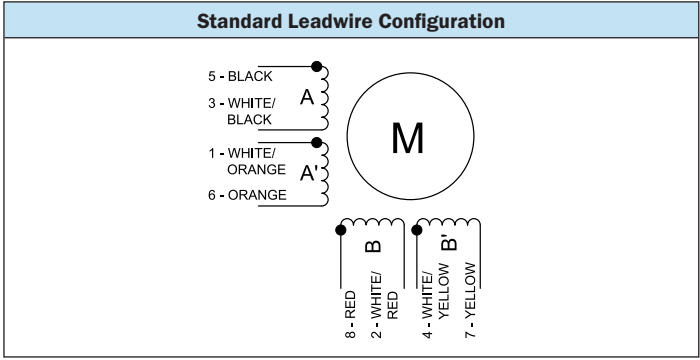 Standard Leadwire Configuration
5 - BLACK
3 - WHITE/
BLACK
A
1 - WHITE/
ORANGE
A'
6 - ORANGE
M
B
B'
8 - RED
2 - WHITE/
RED
4 - WHITE/
YELLOW
7 - YELLOW